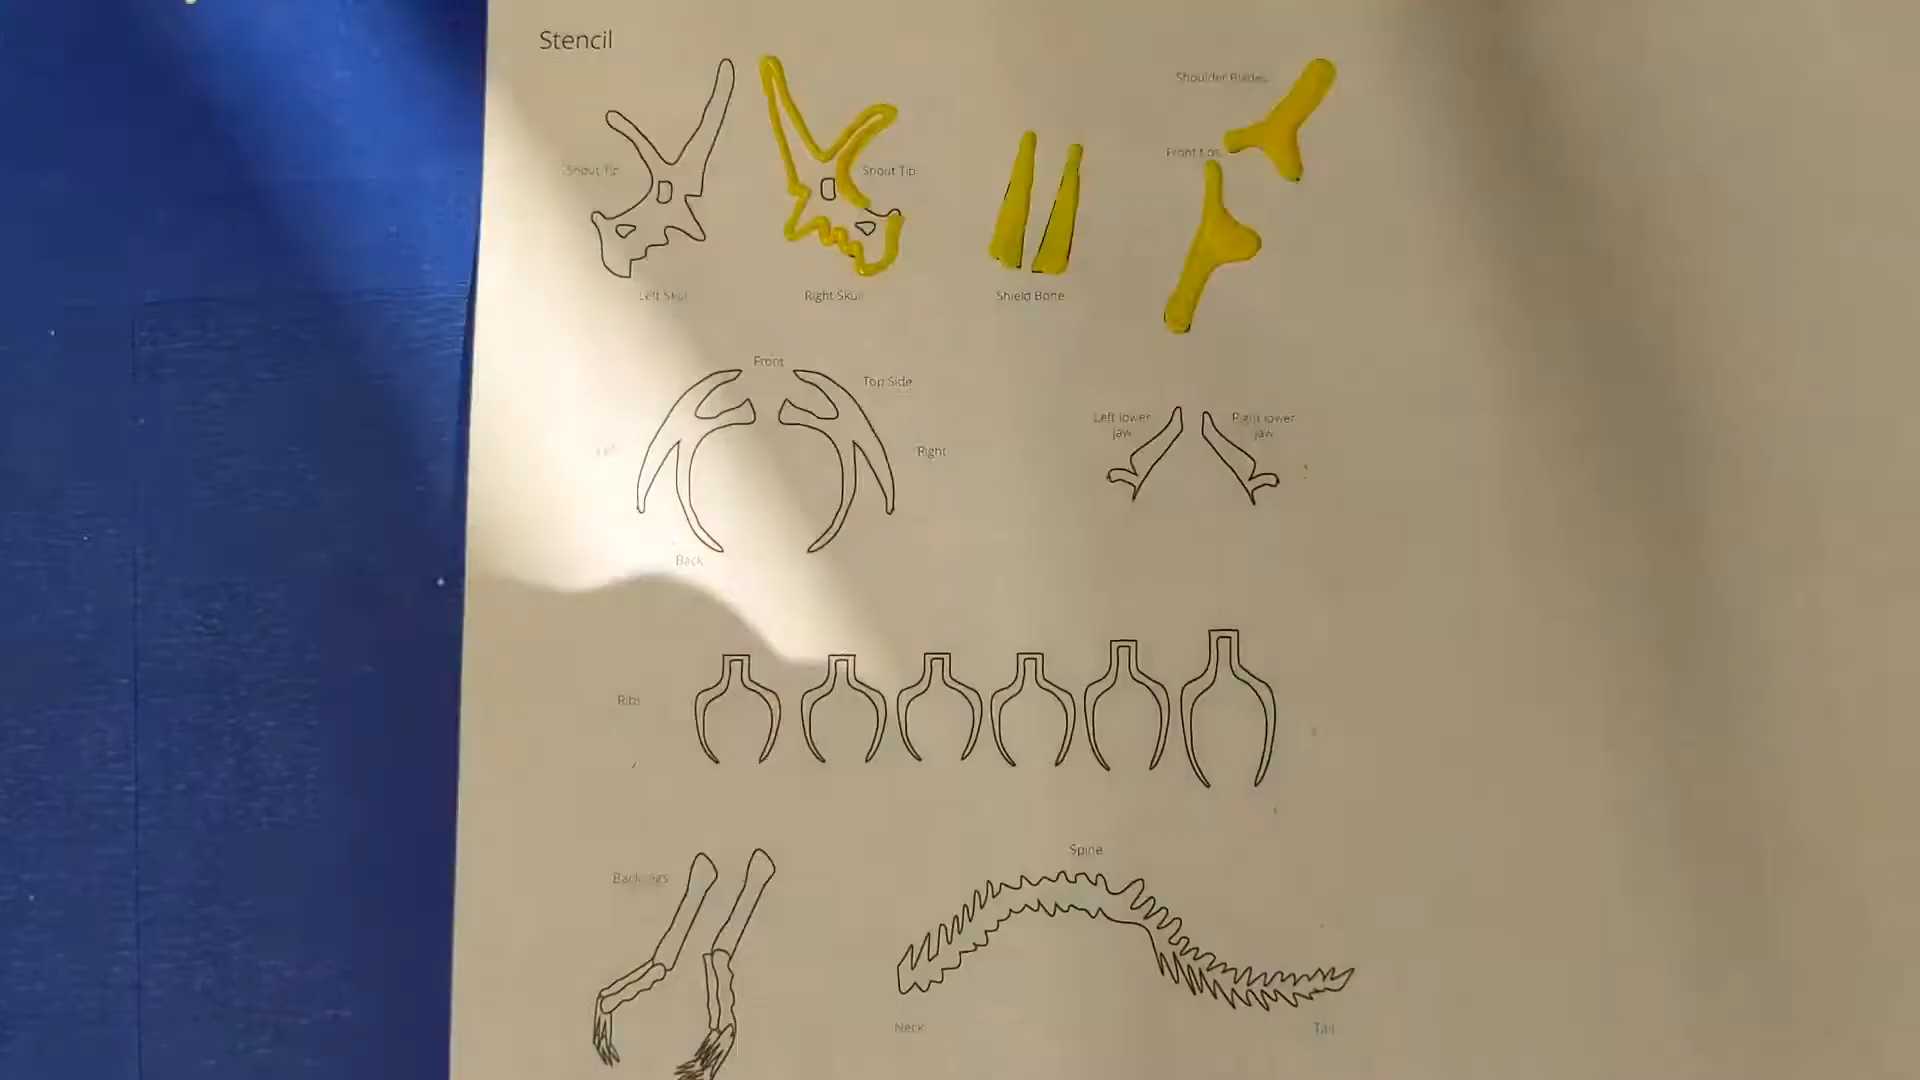 Stencil
Shoulder Blades
Front
Snout Tip
Snout Tip
Left Skull
Right Skull
Shield Bone
Front
Top Side
Left lower
jaw
Right lower
jaw
Right
Back
Ribs
Back legs
Spine
Neck
Tail